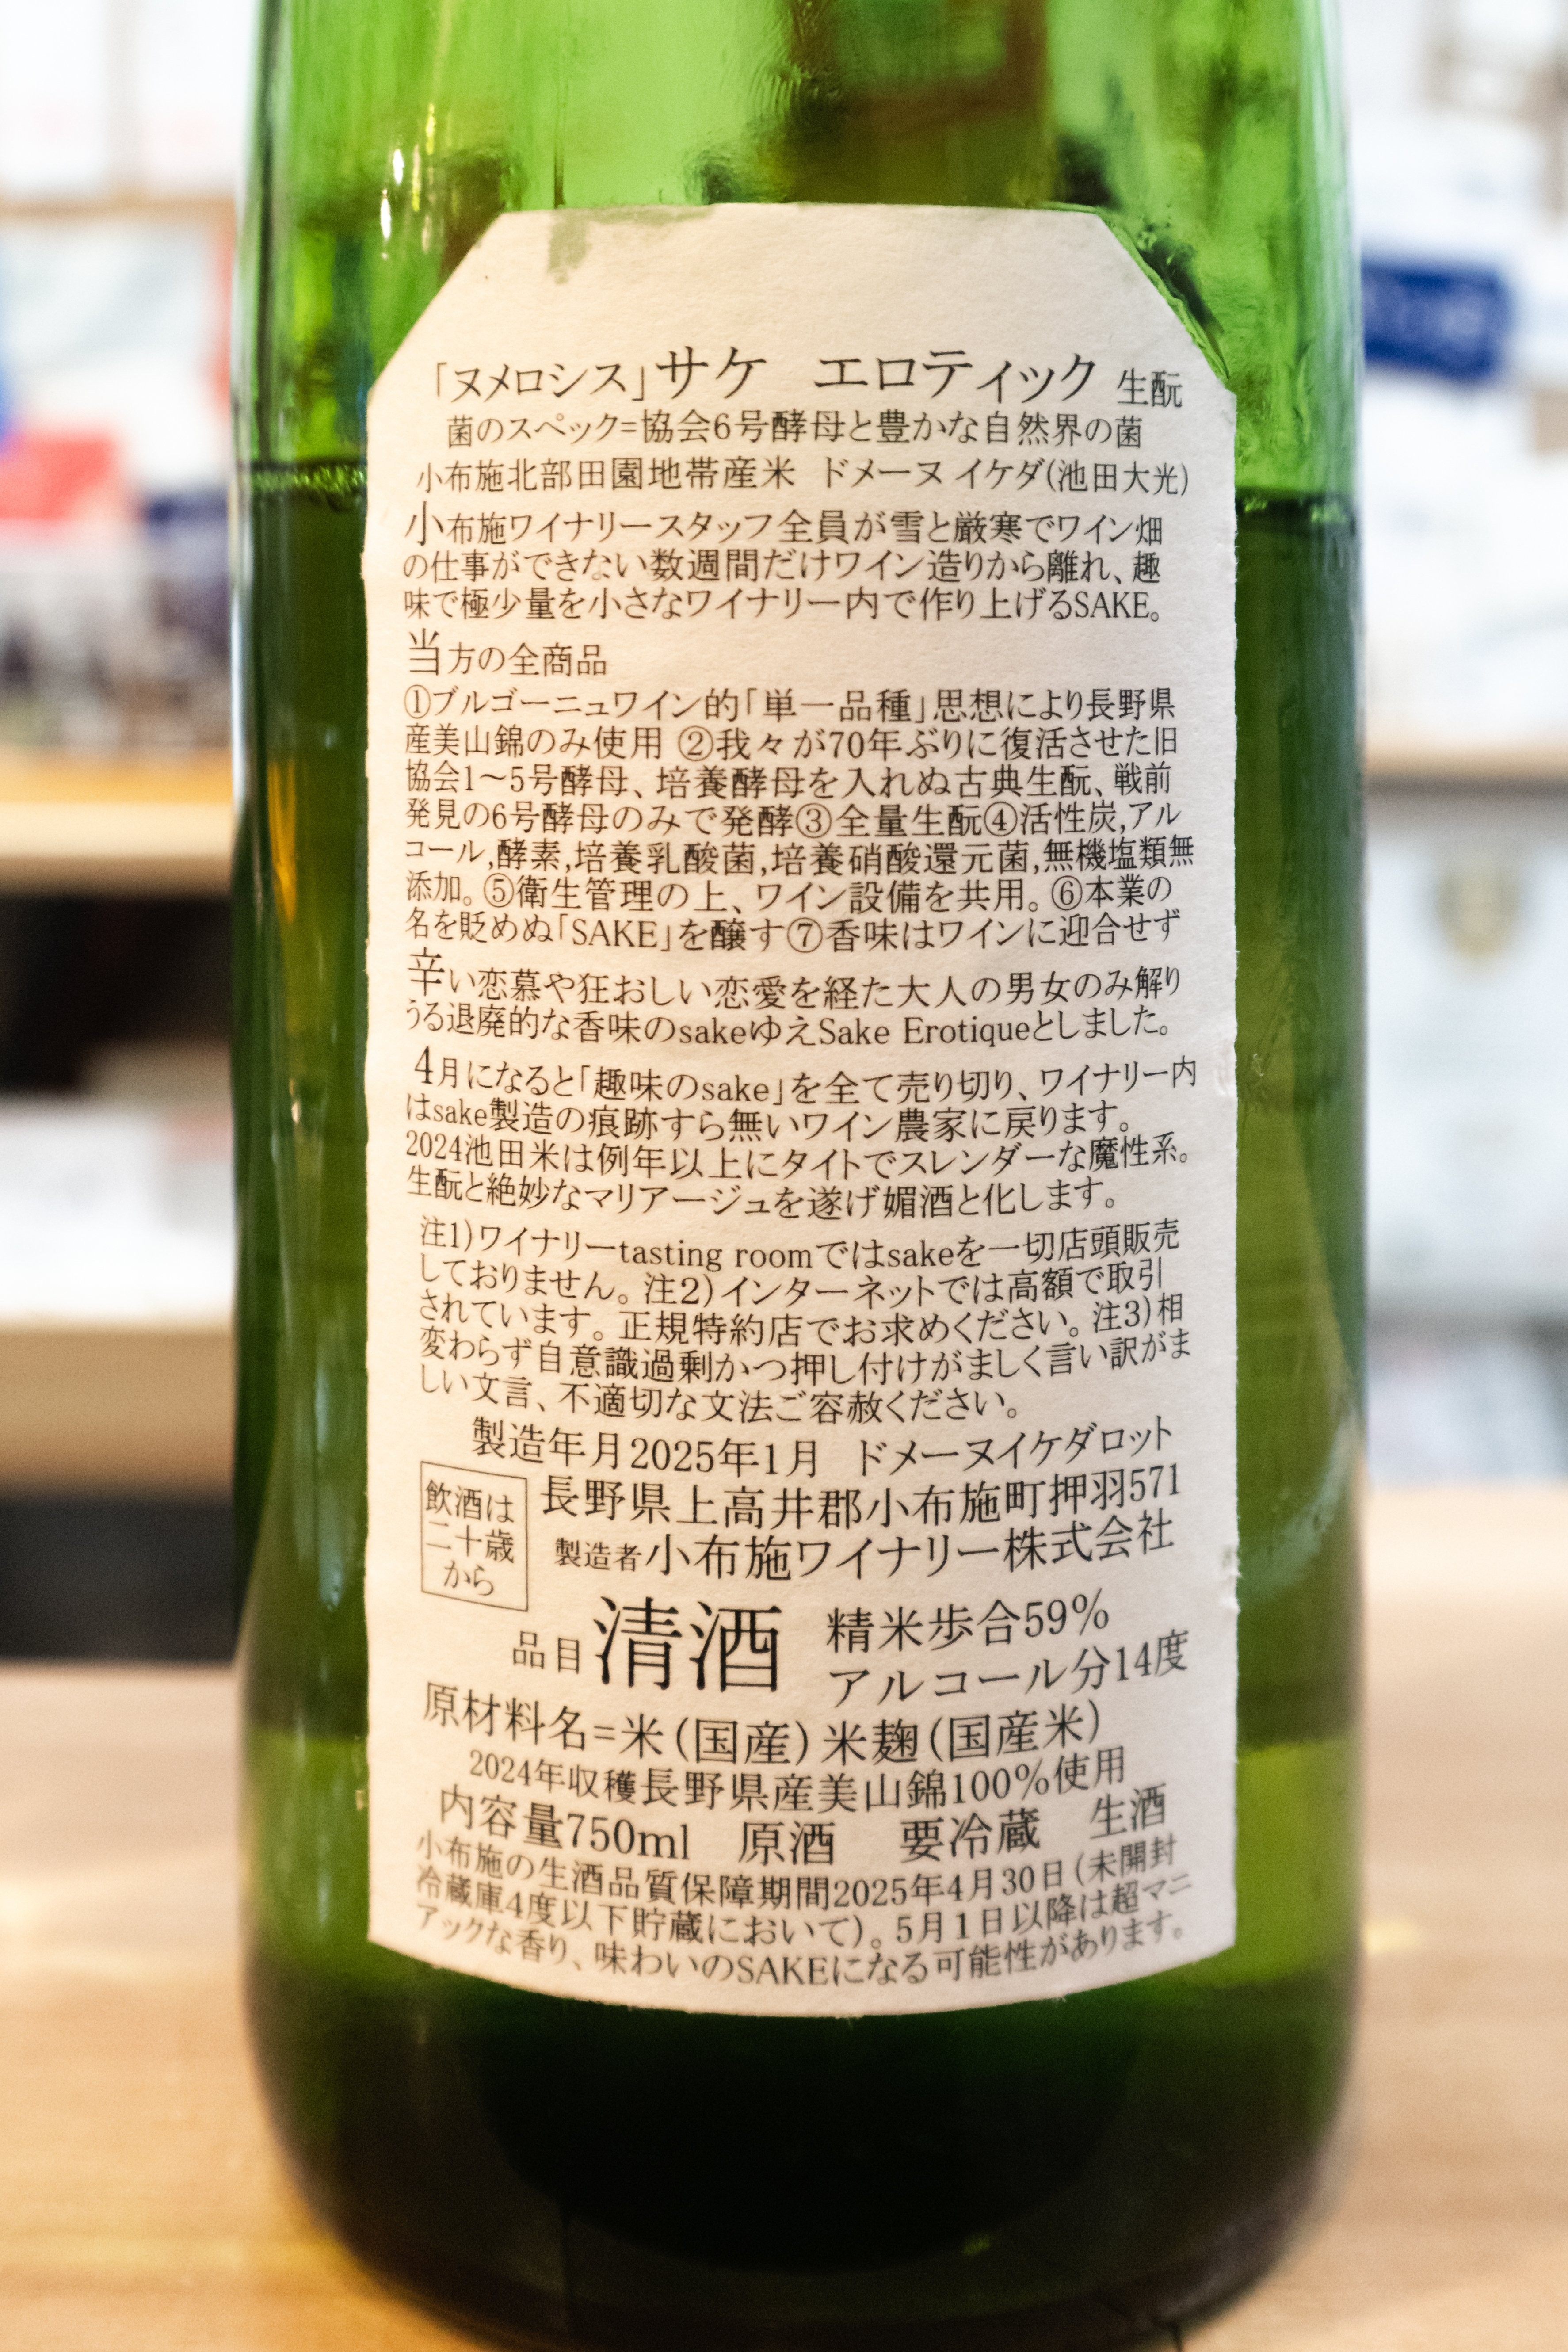 「ヌメロシス」サケ　エロティック 生酛
菌のスペック=協会6号酵母と豊かな自然界の菌
小布施北部田園地帯産米 ドメーヌ イケダ(池田大光)
小布施ワイナリースタッフ全員が雪と厳寒でワイン畑
の仕事ができない数週間だけワイン造りから離れ、趣
味で極少量を小さなワイナリー内で作り上げるSAKE。
当方の全商品
①ブルゴーニュワイン的「単一品種」思想により長野県
産美山錦のみ使用 ②我々が70年ぶりに復活させた旧
協会1〜5号酵母、培養酵母を入れぬ古典生酛、戦前
発見の6号酵母のみで発酵③全量生酛④活性炭,アル
コール,酵素,培養乳酸菌,培養硝酸還元菌,無機塩類無
添加。⑤衛生管理の上、ワイン設備を共用。⑥本業の
名を貶めぬ「SAKE」を醸す⑦香味はワインに迎合せず
辛い恋慕や狂おしい恋愛を経た大人の男女のみ解り
うる退廃的な香味のsakeゆえSake Erotiqueとしました。
4月になると「趣味のsake」を全て売り切り、ワイナリー内
はsake製造の痕跡すら無いワイン農家に戻ります。
2024池田米は例年以上にタイトでスレンダーな魔性系。
生酛と絶妙なマリアージュを遂げ媚酒と化します。
注1)ワイナリーtasting roomではsakeを一切店頭販売
しておりません。注2)インターネットでは高額で取引
されています。正規特約店でお求めください。注3)相
変わらず自意識過剰かつ押し付けがましく言い訳がま
しい文言、不適切な文法ご容赦ください。
製造年月2025年1月 ドメーヌイケダロット
飲酒は
二十歳
から
長野県上高井郡小布施町押羽571
製造者小布施ワイナリー株式会社
品目清酒
精米歩合59%
アルコール分14度
原材料名=米(国産)米麹(国産米)
2024年収穫長野県産美山錦100%使用
内容量750ml 原酒 要冷蔵 生酒
小布施の生酒品質保障期間2025年4月30日(未開封
冷蔵庫4度以下貯蔵において)。5月1日以降は超マニ
アックな香り、味わいのSAKEになる可能性があります。